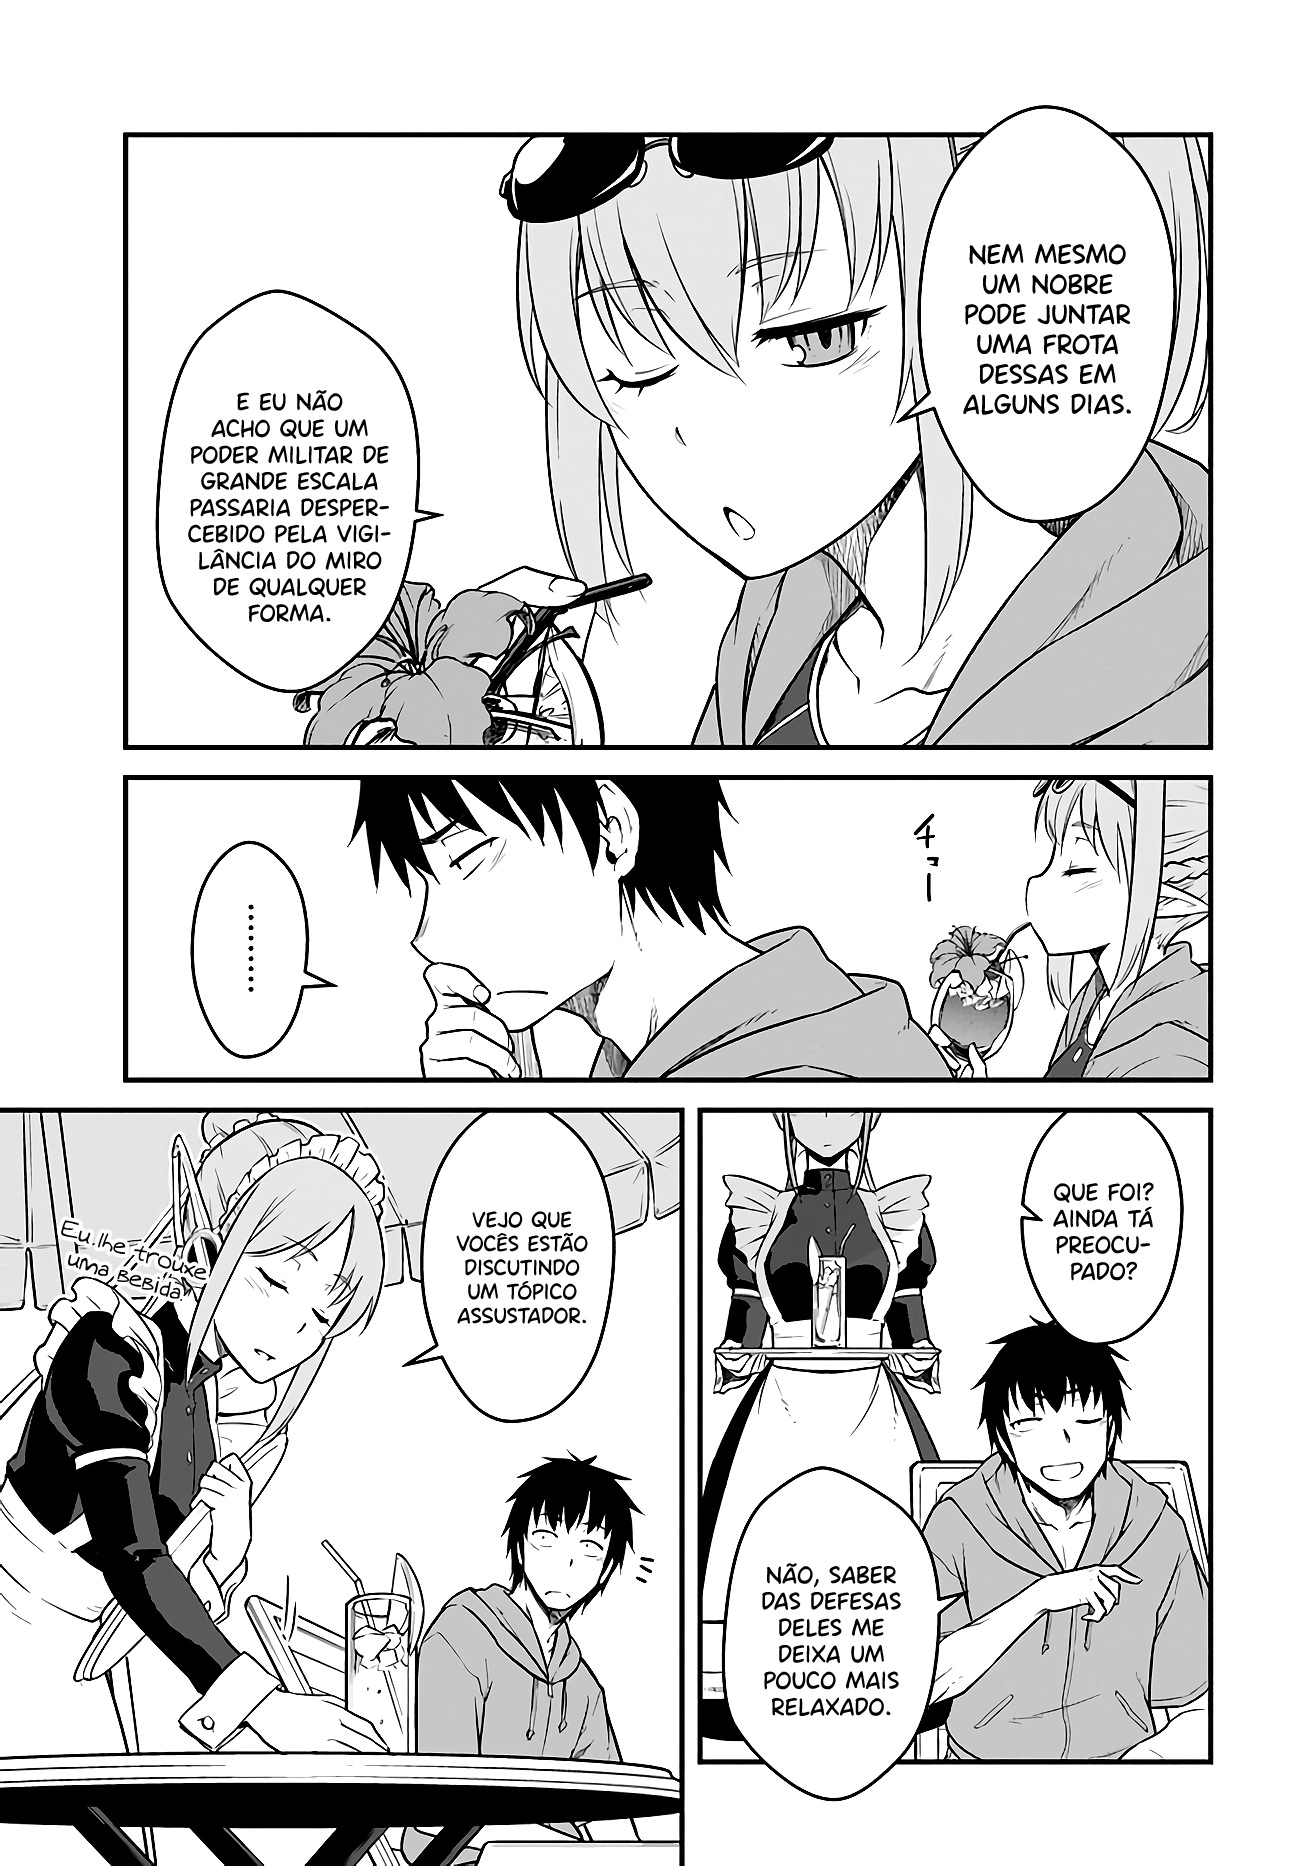 NEM MESMO
UM NOBRE
PODE JUNTAR
UMA FROTA
DESSAS EM
ALGUNS DIAS.
E EU NÃO
ACHO QUE UM
PODER MILITAR DE
GRANDE ESCALA
PASSARIA DESPER-
CEBIDO PELA VIGI-
LÂNCIA DO MIRO
DE QUALQUER
FORMA.
チュー
.........
QUE FOI?
AINDA TÁ
PREOCU-
PADO?
NÃO, SABER
DAS DEFESAS
DELES ME
DEIXA UM
POUCO MAIS
RELAXADO.
VEJO QUE
VOCÊS ESTÃO
DISCUTINDO
UM TÓPICO
ASSUSTADOR.
Eu lhe trouxe
uma BeBida.